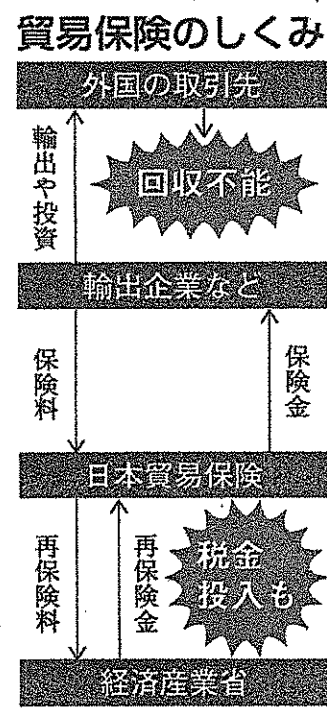 貿易保険のしくみ
外国の取引先
輸出や投資
回収不能
輸出企業など
保険料
保険金
日本貿易保険
再保険料
再保険金
税金
投入も
経済産業省